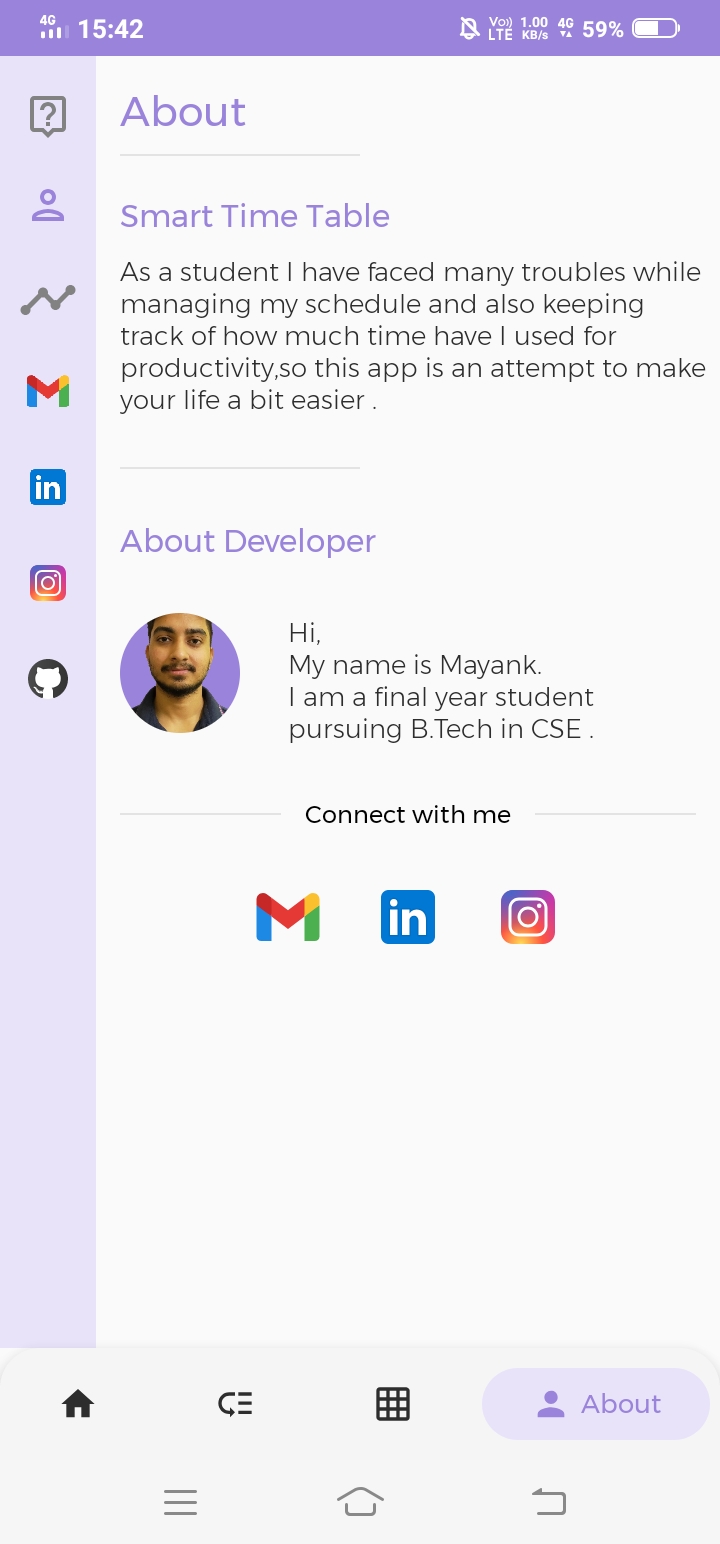 4G 15:42 Vo)) LTE 1.00 KB/s 4G 59%
About
Smart Time Table
As a student I have faced many troubles while
managing my schedule and also keeping
track of how much time have I used for
productivity,so this app is an attempt to make
your life a bit easier .
in
About Developer
Hi,
My name is Mayank.
I am a final year student
pursuing B.Tech in CSE .
Connect with me
in
About